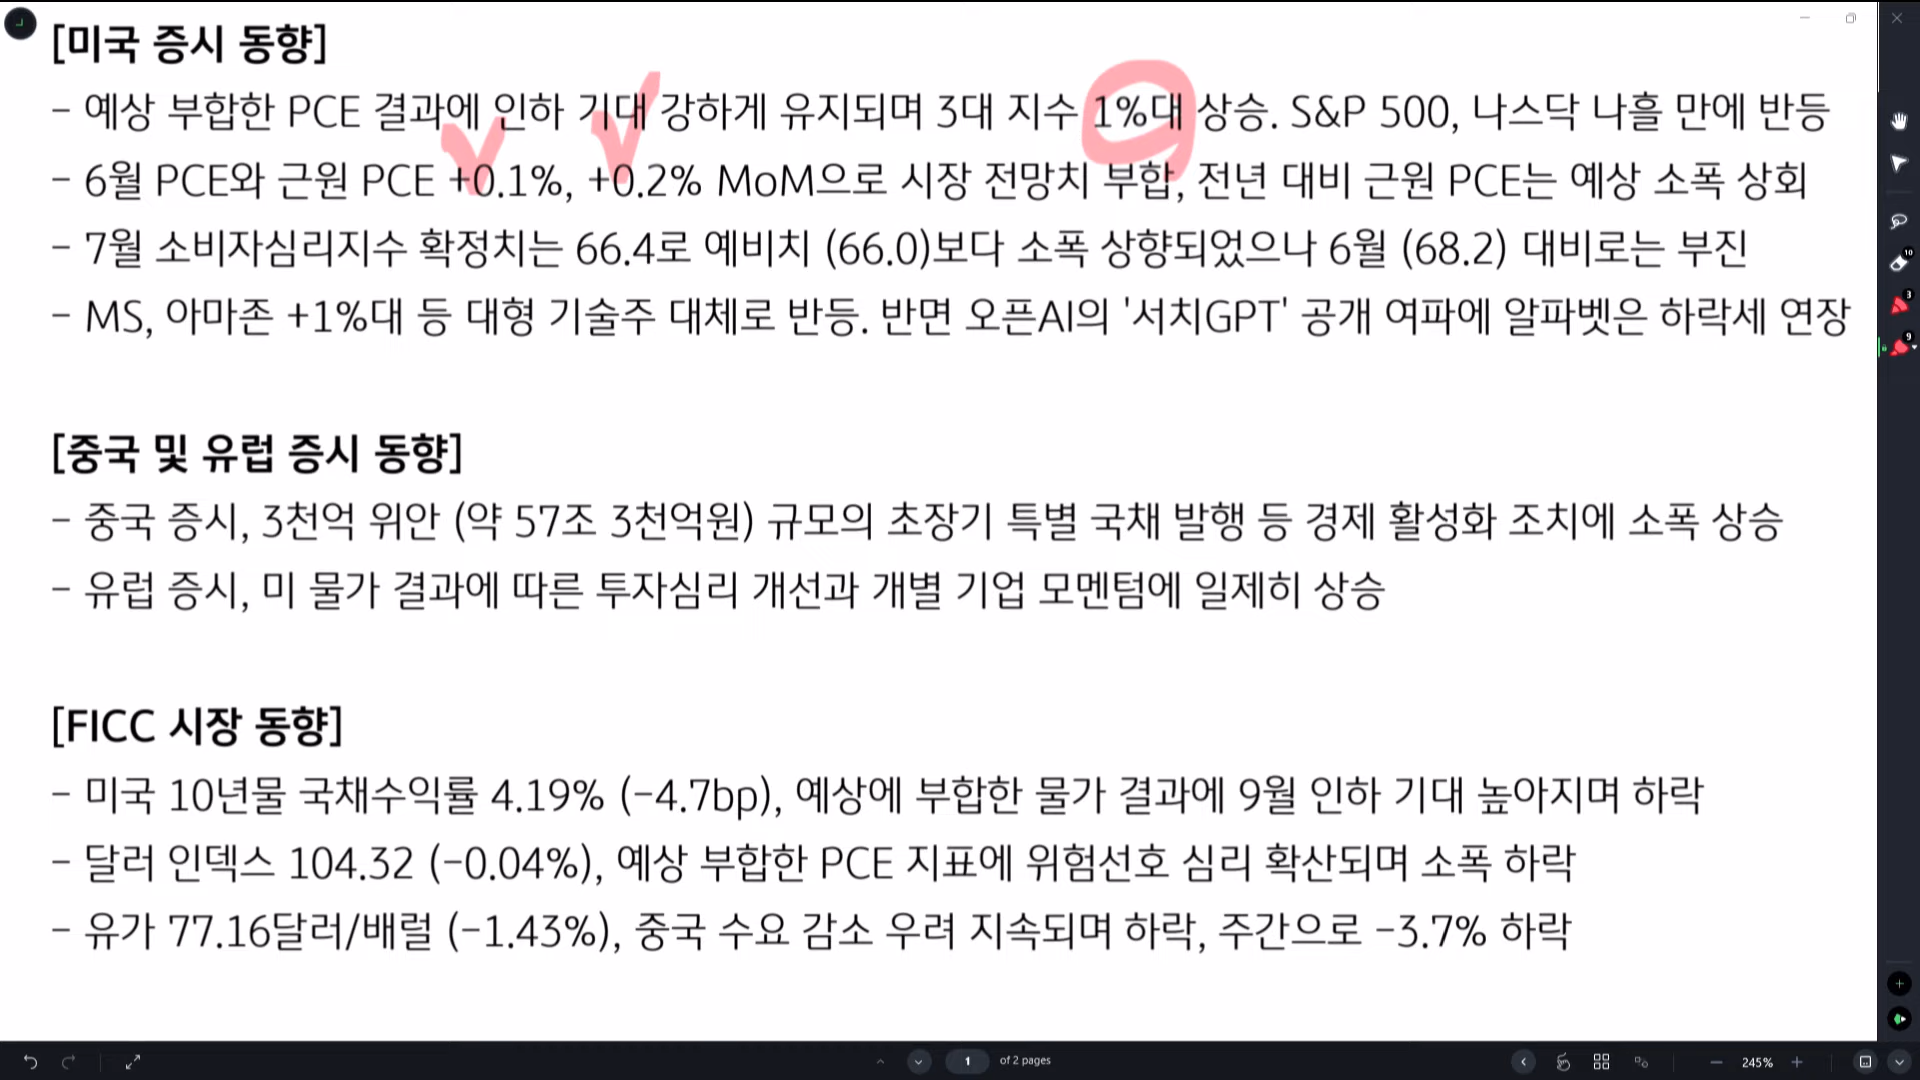 [미국 증시 동향]
- 예상 부합한 PCE 결과에 인하 기대 강하게 유지되며 3대 지수 1%대 상승. S&P 500, 나스닥 나흘 만에 반등
- 6월 PCE와 근원 PCE +0.1%, +0.2% MoM으로 시장 전망치 부합, 전년 대비 근원 PCE는 예상 소폭 상회
- 7월 소비자심리지수 확정치는 66.4로 예비치 (66.0)보다 소폭 상향되었으나 6월 (68.2) 대비로는 부진
- MS, 아마존 +1%대 등 대형 기술주 대체로 반등. 반면 오픈AI의 '서치GPT' 공개 여파에 알파벳은 하락세 연장
[중국 및 유럽 증시 동향]
- 중국 증시, 3천억 위안 (약 57조 3천억원) 규모의 초장기 특별 국채 발행 등 경제 활성화 조치에 소폭 상승
- 유럽 증시, 미 물가 결과에 따른 투자심리 개선과 개별 기업 모멘텀에 일제히 상승
[FICC 시장 동향]
- 미국 10년물 국채수익률 4.19% (-4.7bp), 예상에 부합한 물가 결과에 9월 인하 기대 높아지며 하락
- 달러 인덱스 104.32 (-0.04%), 예상 부합한 PCE 지표에 위험선호 심리 확산되며 소폭 하락
- 유가 77.16달러/배럴 (-1.43%), 중국 수요 감소 우려 지속되며 하락, 주간으로 -3.7% 하락
10
3
9
1 of 2 pages
245%